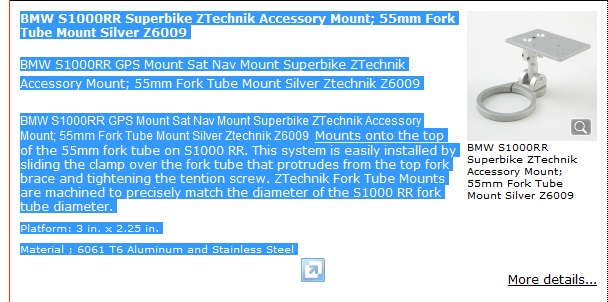 BMW S1000RR Superbike ZTechnik Accessory Mount; 55mm Fork
Tube Mount Silver Z6009
BMW S1000RR GPS Mount Sat Nav Mount Superbike ZTechnik
Accessory Mount; 55mm Fork Tube Mount Silver Ztechnik Z6009
BMW S1000RR GPS Mount Sat Nav Mount Superbike ZTechnik Accessory
Mount; 55mm Fork Tube Mount Silver Ztechnik Z6009 Mounts onto the top
of the 55mm fork tube on S1000 RR. This system is easily installed by
sliding the clamp over the fork tube that protrudes from the top fork
brace and tightening the tention screw. ZTechnik Fork Tube Mounts
are machined to precisely match the diameter of the S1000 RR fork
tube diameter.
Platform: 3 in. x 2.25 in.
Material ; 6061 T6 Aluminum and Stainless Steel
BMW S1000RR
Superbike ZTechnik
Accessory Mount;
55mm Fork Tube
Mount Silver Z6009
More details...